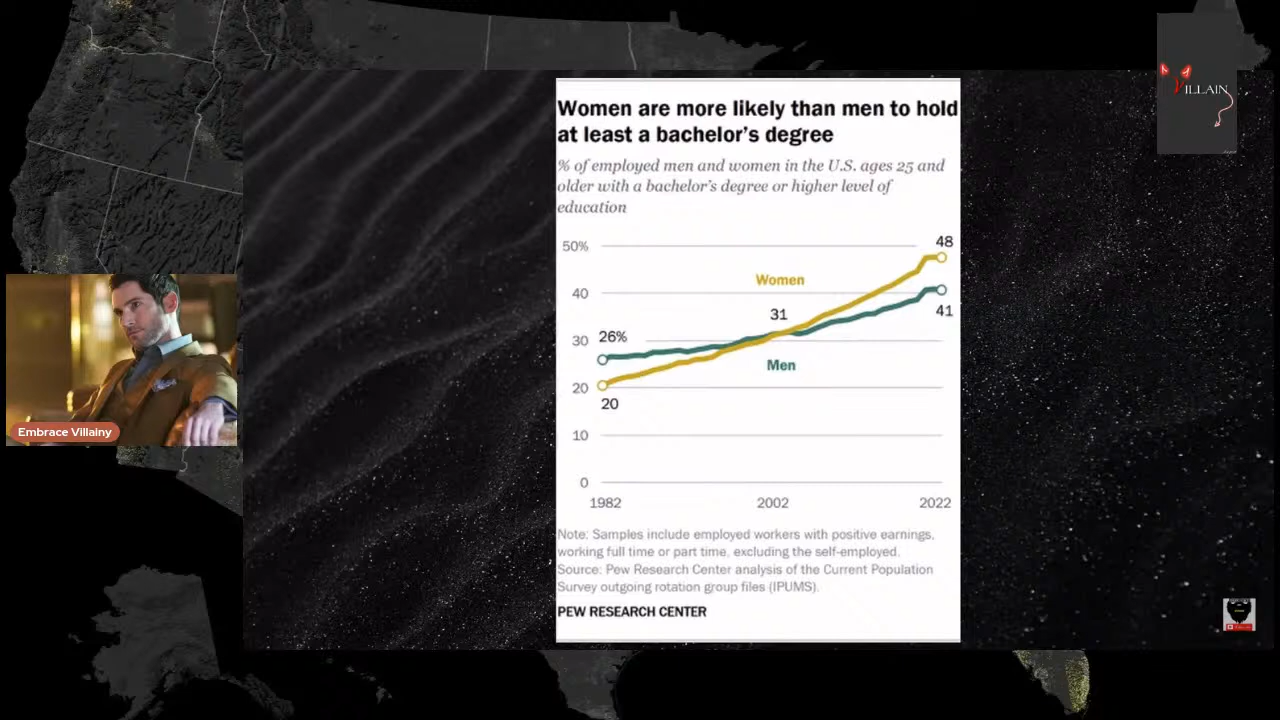 VILLAIN
Women are more likely than men to hold
at least a bachelor's degree
% of employed men and women in the U.S. ages 25 and
older with a bachelor's degree or higher level of
education
50%
48
Women
40
31
41
26%
30
Men
20
20
10
0
1982
2002
2022
Embrace Villainy
Note: Samples include employed workers with positive earnings,
working full time or part time, excluding the self-employed.
Source: Pew Research Center analysis of the Current Population
Survey outgoing rotation group files (IPUMS).
PEW RESEARCH CENTER